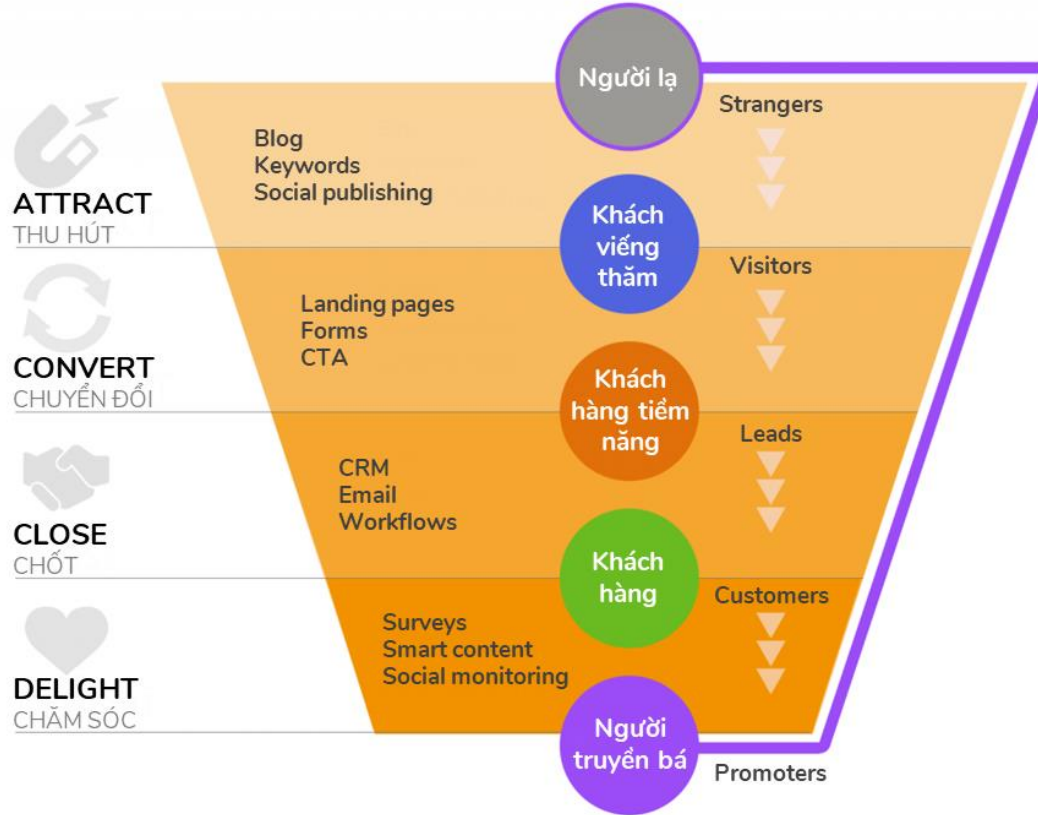 Người lạ
Strangers
Blog
Keywords
Social publishing
ATTRACT
THU HÚT
Khách
viếng
thăm
Visitors
Landing pages
Forms
CTA
CONVERT
CHUYỂN ĐỔI
Khách
hàng tiềm
năng
Leads
CRM
Email
Workflows
CLOSE
CHỐT
Khách
hàng
Customers
Surveys
Smart content
Social monitoring
DELIGHT
CHĂM SÓC
Người
truyền bá
Promoters